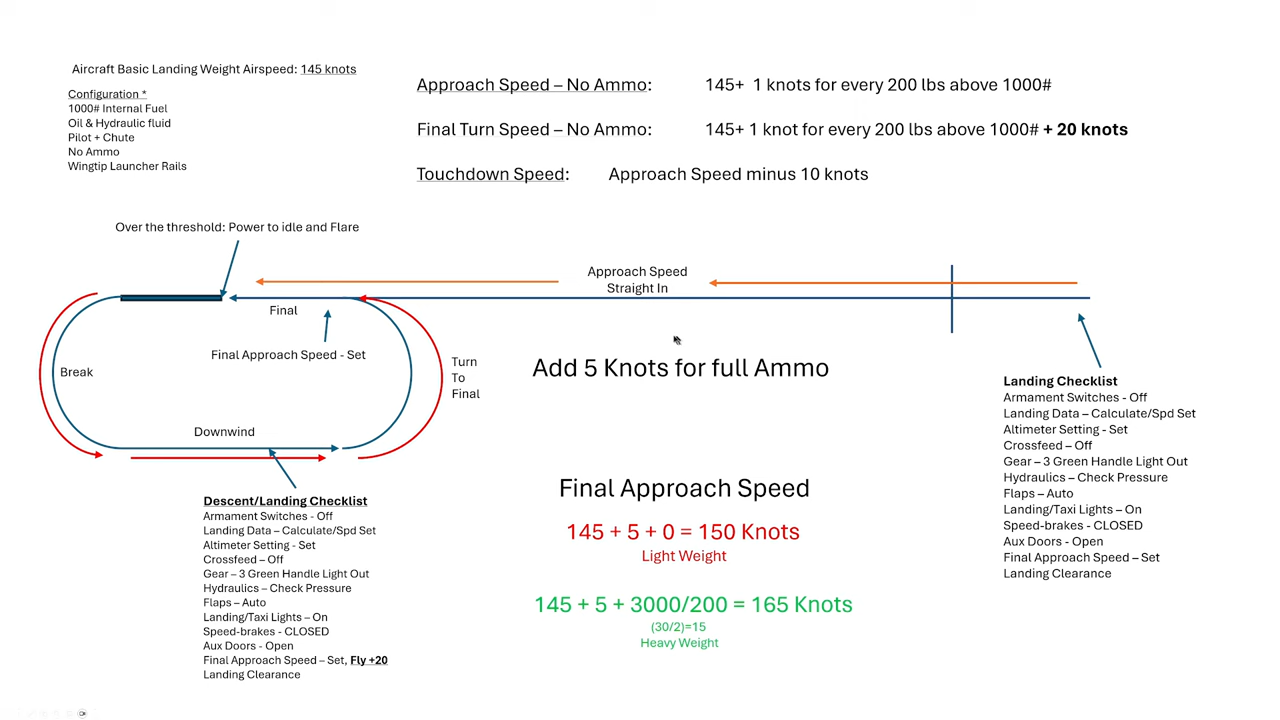 Aircraft Basic Landing Weight Airspeed: 145 knots
Configuration *
1000# Internal Fuel
Oil & Hydraulic fluid
Pilot + Chute
No Ammo
Wingtip Launcher Rails
Approach Speed – No Ammo: 145+ 1 knots for every 200 lbs above 1000#
Final Turn Speed – No Ammo: 145+ 1 knot for every 200 lbs above 1000# + 20 knots
Touchdown Speed: Approach Speed minus 10 knots
Over the threshold: Power to idle and Flare
Approach Speed
Straight In
Final
Final Approach Speed - Set
Break
Turn
To
Final
Downwind
Add 5 Knots for full Ammo
Descent/Landing Checklist
Armament Switches - Off
Landing Data – Calculate/Spd Set
Altimeter Setting - Set
Crossfeed – Off
Gear – 3 Green Handle Light Out
Hydraulics – Check Pressure
Flaps – Auto
Landing/Taxi Lights – On
Speed-brakes - CLOSED
Aux Doors - Open
Final Approach Speed – Set, Fly +20
Landing Clearance
Final Approach Speed
145 + 5 + 0 = 150 Knots
Light Weight
145 + 5 + 3000/200 = 165 Knots
(30/2)=15
Heavy Weight
Landing Checklist
Armament Switches - Off
Landing Data – Calculate/Spd Set
Altimeter Setting - Set
Crossfeed – Off
Gear – 3 Green Handle Light Out
Hydraulics – Check Pressure
Flaps – Auto
Landing/Taxi Lights – On
Speed-brakes - CLOSED
Aux Doors - Open
Final Approach Speed – Set
Landing Clearance